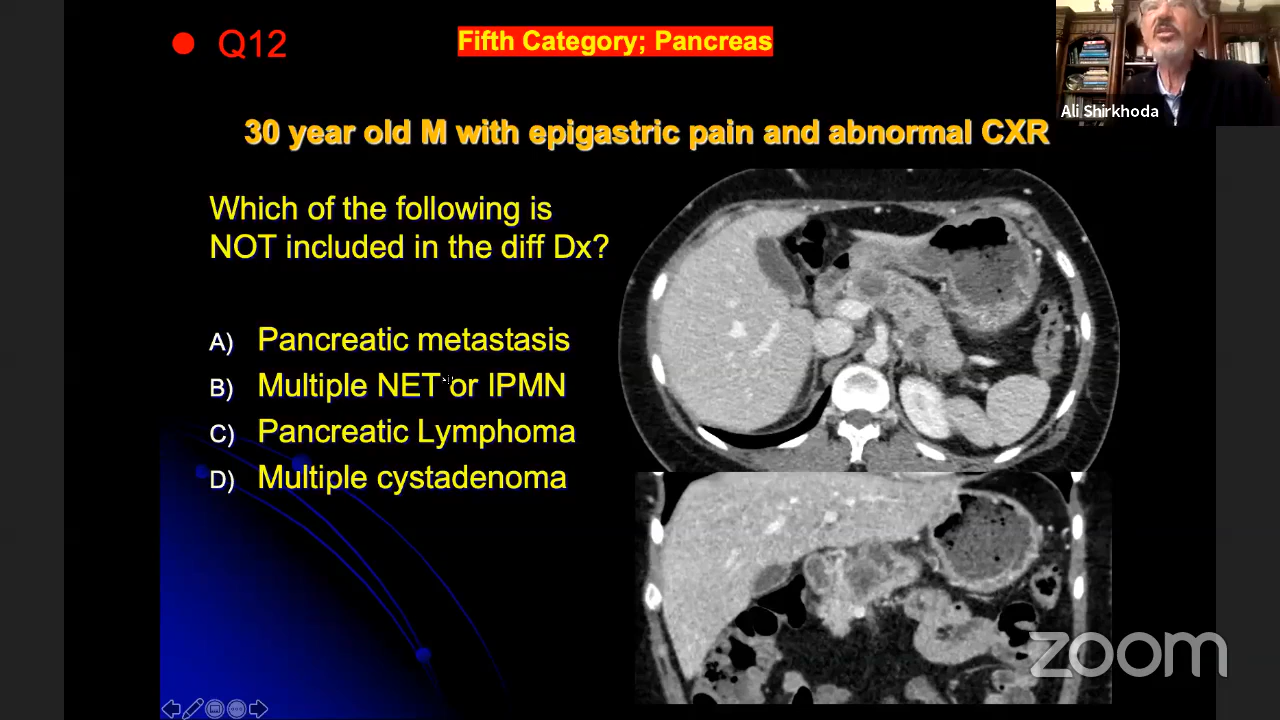 Q12
Fifth Category; Pancreas
Ali Shirkhoda
30 year old M with epigastric pain and abnormal CXR
Which of the following is
NOT included in the diff Dx?
A) Pancreatic metastasis
B) Multiple NET or IPMN
C) Pancreatic Lymphoma
D) Multiple cystadenoma
zoom